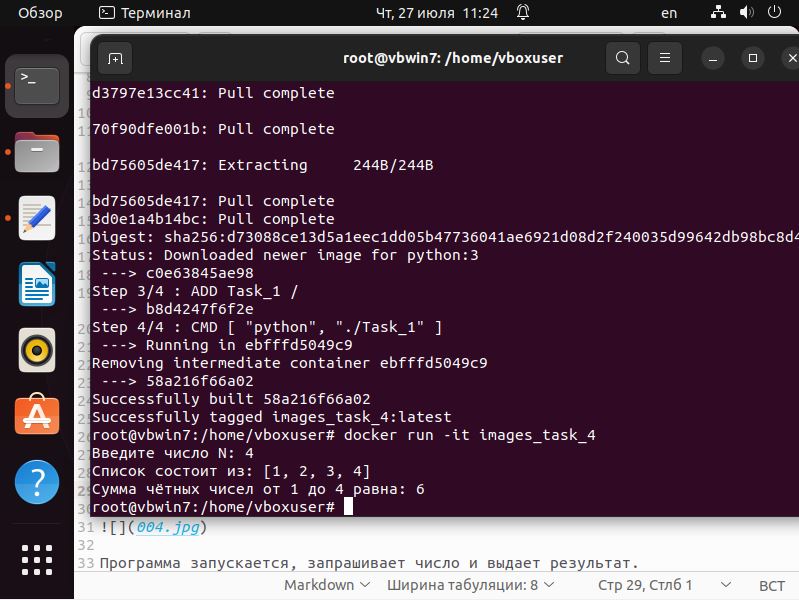 Обзор
Терминал
Чт, 27 июля 11:24
en
root@vbwin7: /home/vboxuser
d3797e13cc41: Pull complete
70f90dfe001b: Pull complete
bd75605de417: Extracting 244B/244B
bd75605de417: Pull complete
3d0e1a4b14bc: Pull complete
Digest: sha256:d73088ce13d5a1eec1dd05b47736041ae6921d08d2f240035d99642db98bc8d4
Status: Downloaded newer image for python:3
---> c0e63845ae98
Step 3/4 : ADD Task_1 /
---> b8d4247f6f2e
Step 4/4 : CMD [ "python", "./Task_1" ]
---> Running in ebfffd5049c9
Removing intermediate container ebfffd5049c9
---> 58a216f66a02
Successfully built 58a216f66a02
Successfully tagged images_task_4:latest
root@vbwin7:/home/vboxuser# docker run -it images_task_4
Введите число N: 4
Список состоит из: [1, 2, 3, 4]
Сумма чётных чисел от 1 до 4 равна: 6
root@vbwin7:/home/vboxuser#
31 ![](004.jpg)
32
33 Программа запускается, запрашивает число и выдает результат.
Markdown Ширина табуляции: 8 Стр 29, Стлб 1 ВСТ